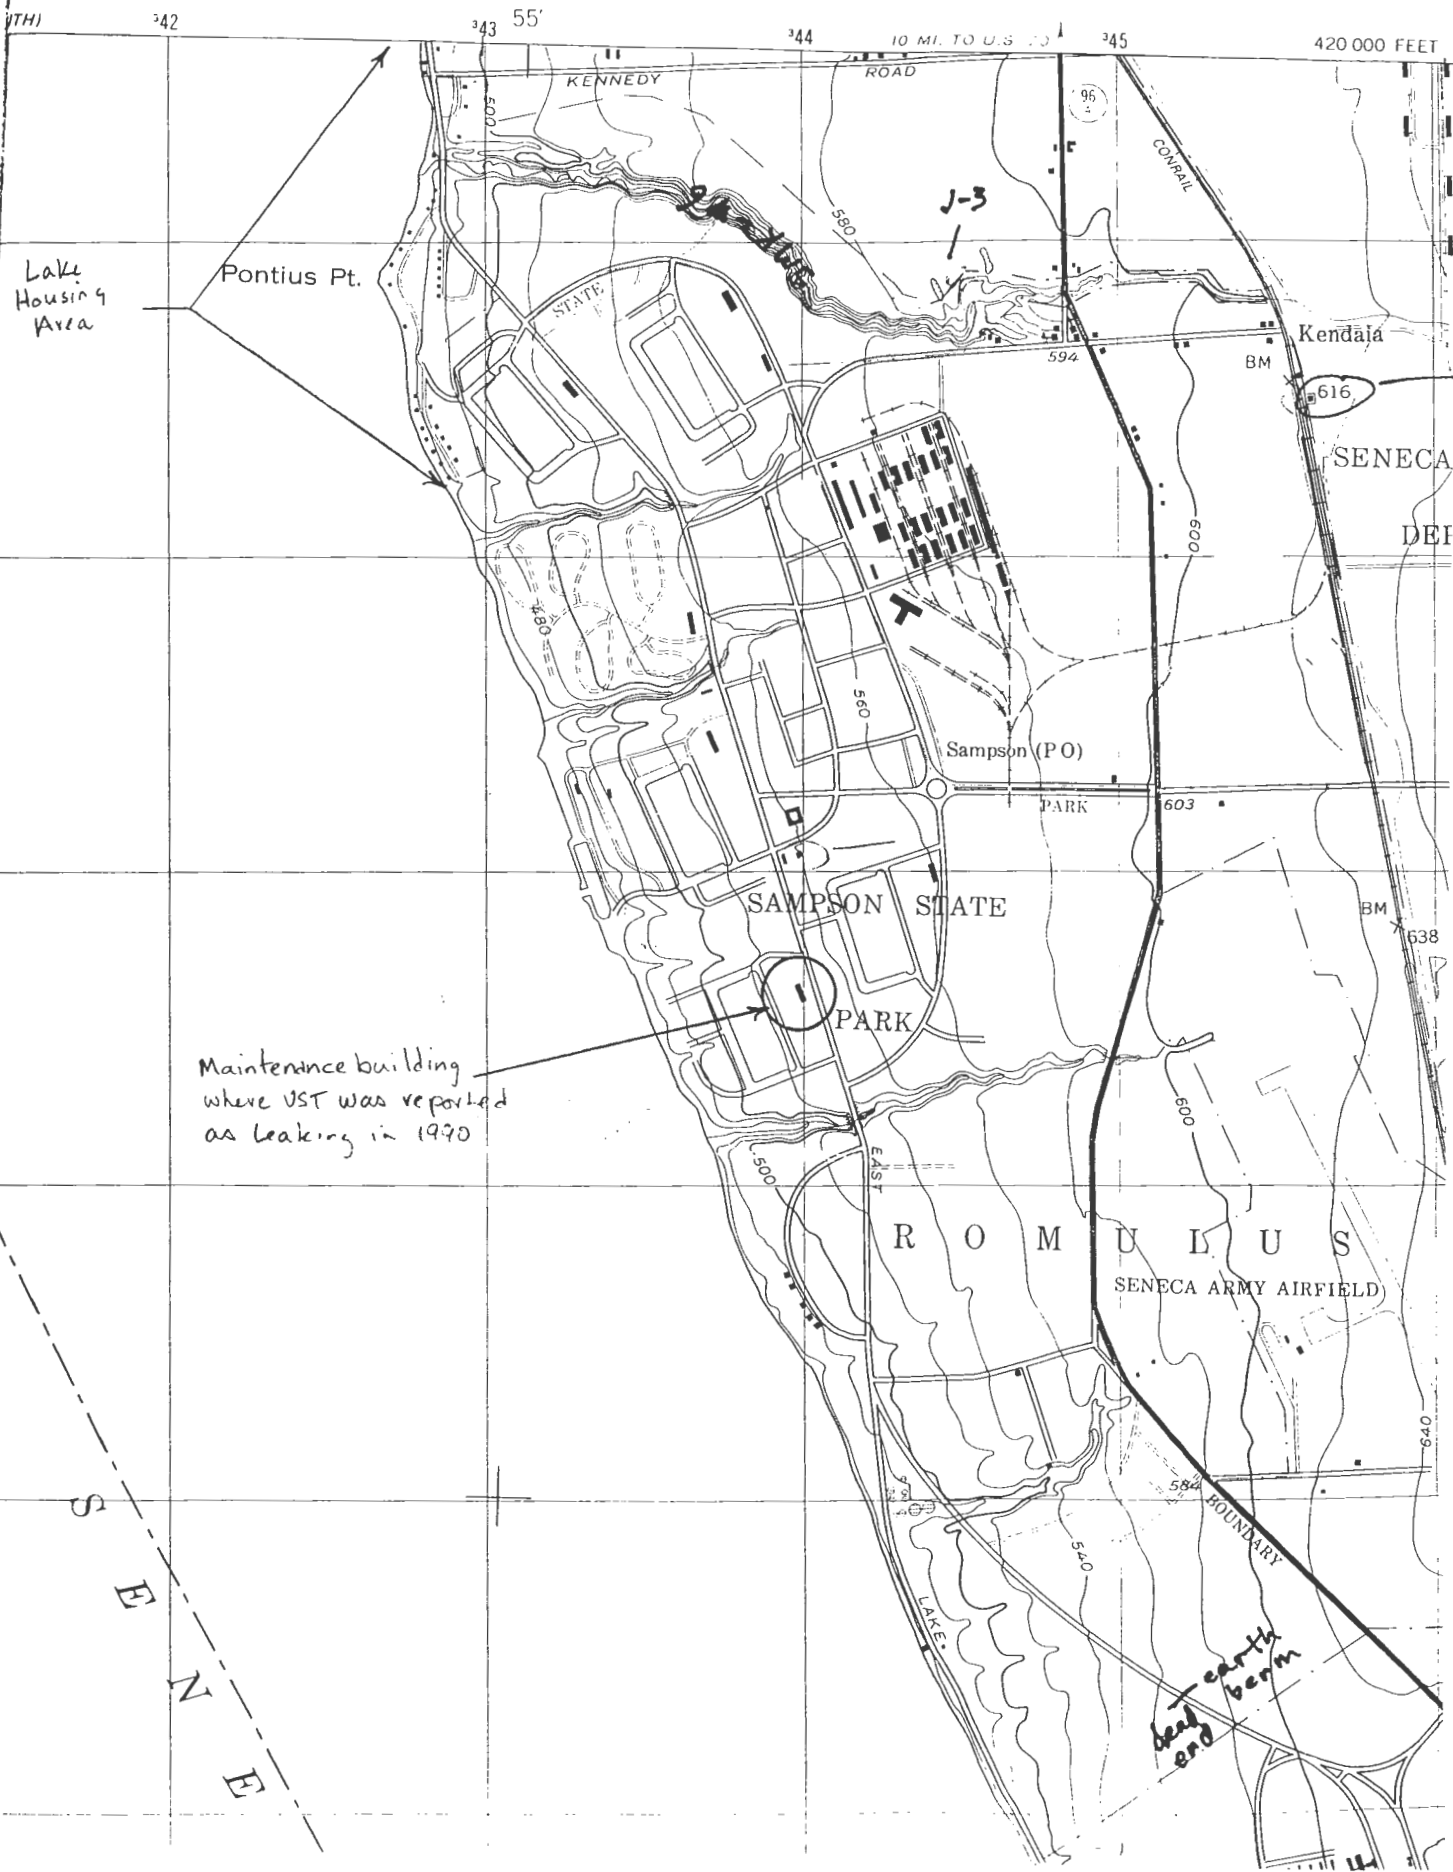 TH)
³42
³43
55'
³44
10 MI. TO U.S. 20
³45
420 000 FEET
KENNEDY
ROAD
96
A
500
CONRAIL
J-3
580
Lake
Housing
Area
Pontius Pt.
STATE
Kendaia
594
BM
616
SENECA
DEP
600
480
560
Sampson (PO)
PARK
603
SAMPSON STATE
BM
638
PARK
Maintenance building
where UST was reported
as leaking in 1990
600
500
EAST
ROMULUS
SENECA ARMY AIRFIELD
640
584
BOUNDARY
540
LAKE
earth
berm
dead
end
S E N E